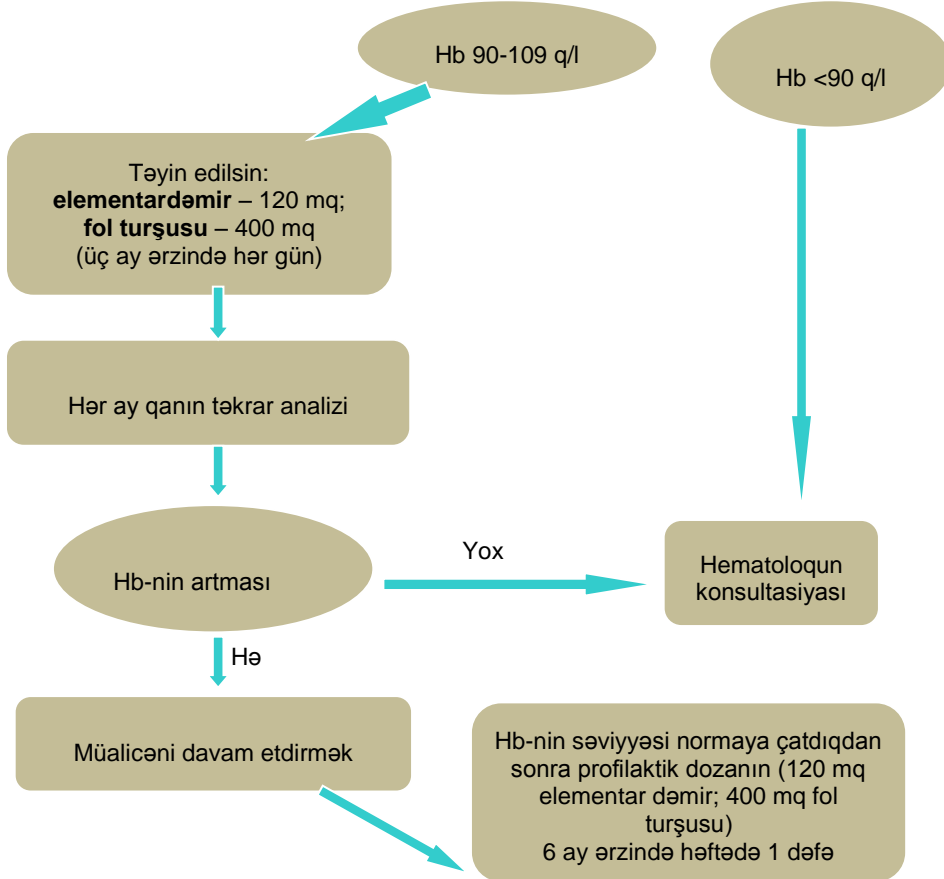 Hb 90-109 q/l
Hb <90 q/l
Təyin edilsin:
elementardəmir – 120 mq;
fol turşusu – 400 mq
(üç ay ərzində hər gün)
Hər ay qanın təkrar analizi
Hb-nin artması
Yox
Hematoloqun
konsultasiyası
Hə
Müalicəni davam etdirmək
Hb-nin səviyyəsi normaya çatdıqdan
sonra profilaktik dozanın (120 mq
elementar dəmir; 400 mq fol
turşusu)
6 ay ərzində həftədə 1 dəfə